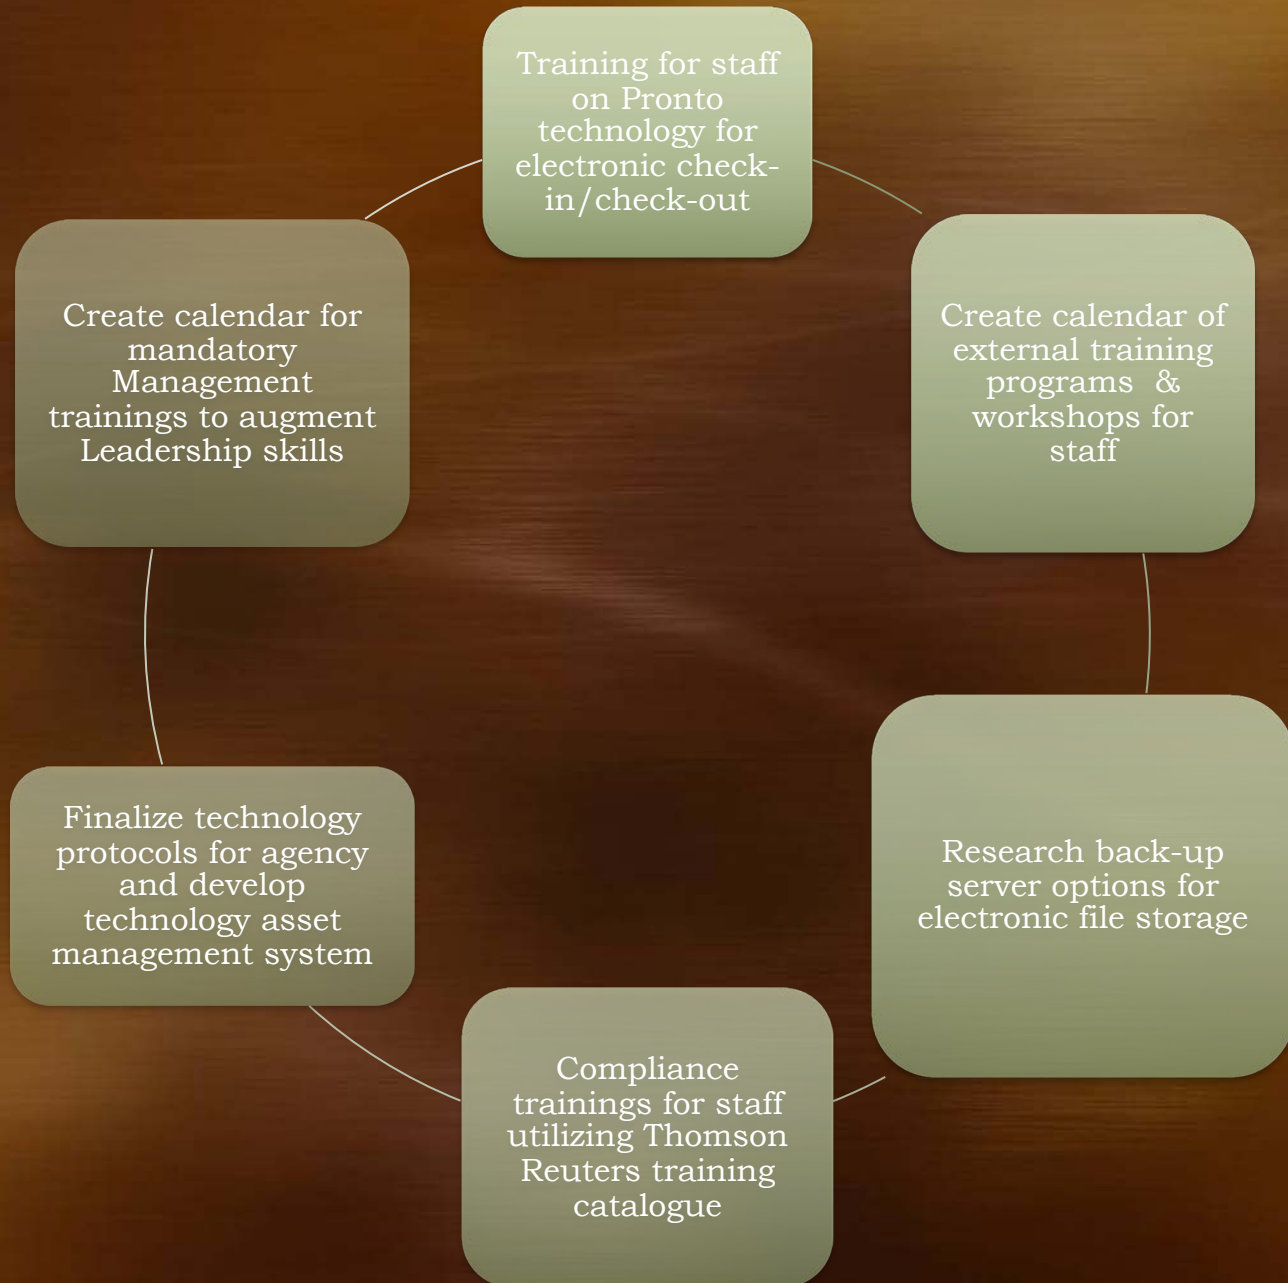 Training for staff
on Pronto
technology for
electronic check-
in/check-out
Create calendar of
external training
programs & 
workshops for
staff
Research back-up
server options for
electronic file storage
Compliance
trainings for staff
utilizing Thomson
Reuters training
catalogue
Finalize technology
protocols for agency
and develop
technology asset
management system
Create calendar for
mandatory
Management
trainings to augment
Leadership skills